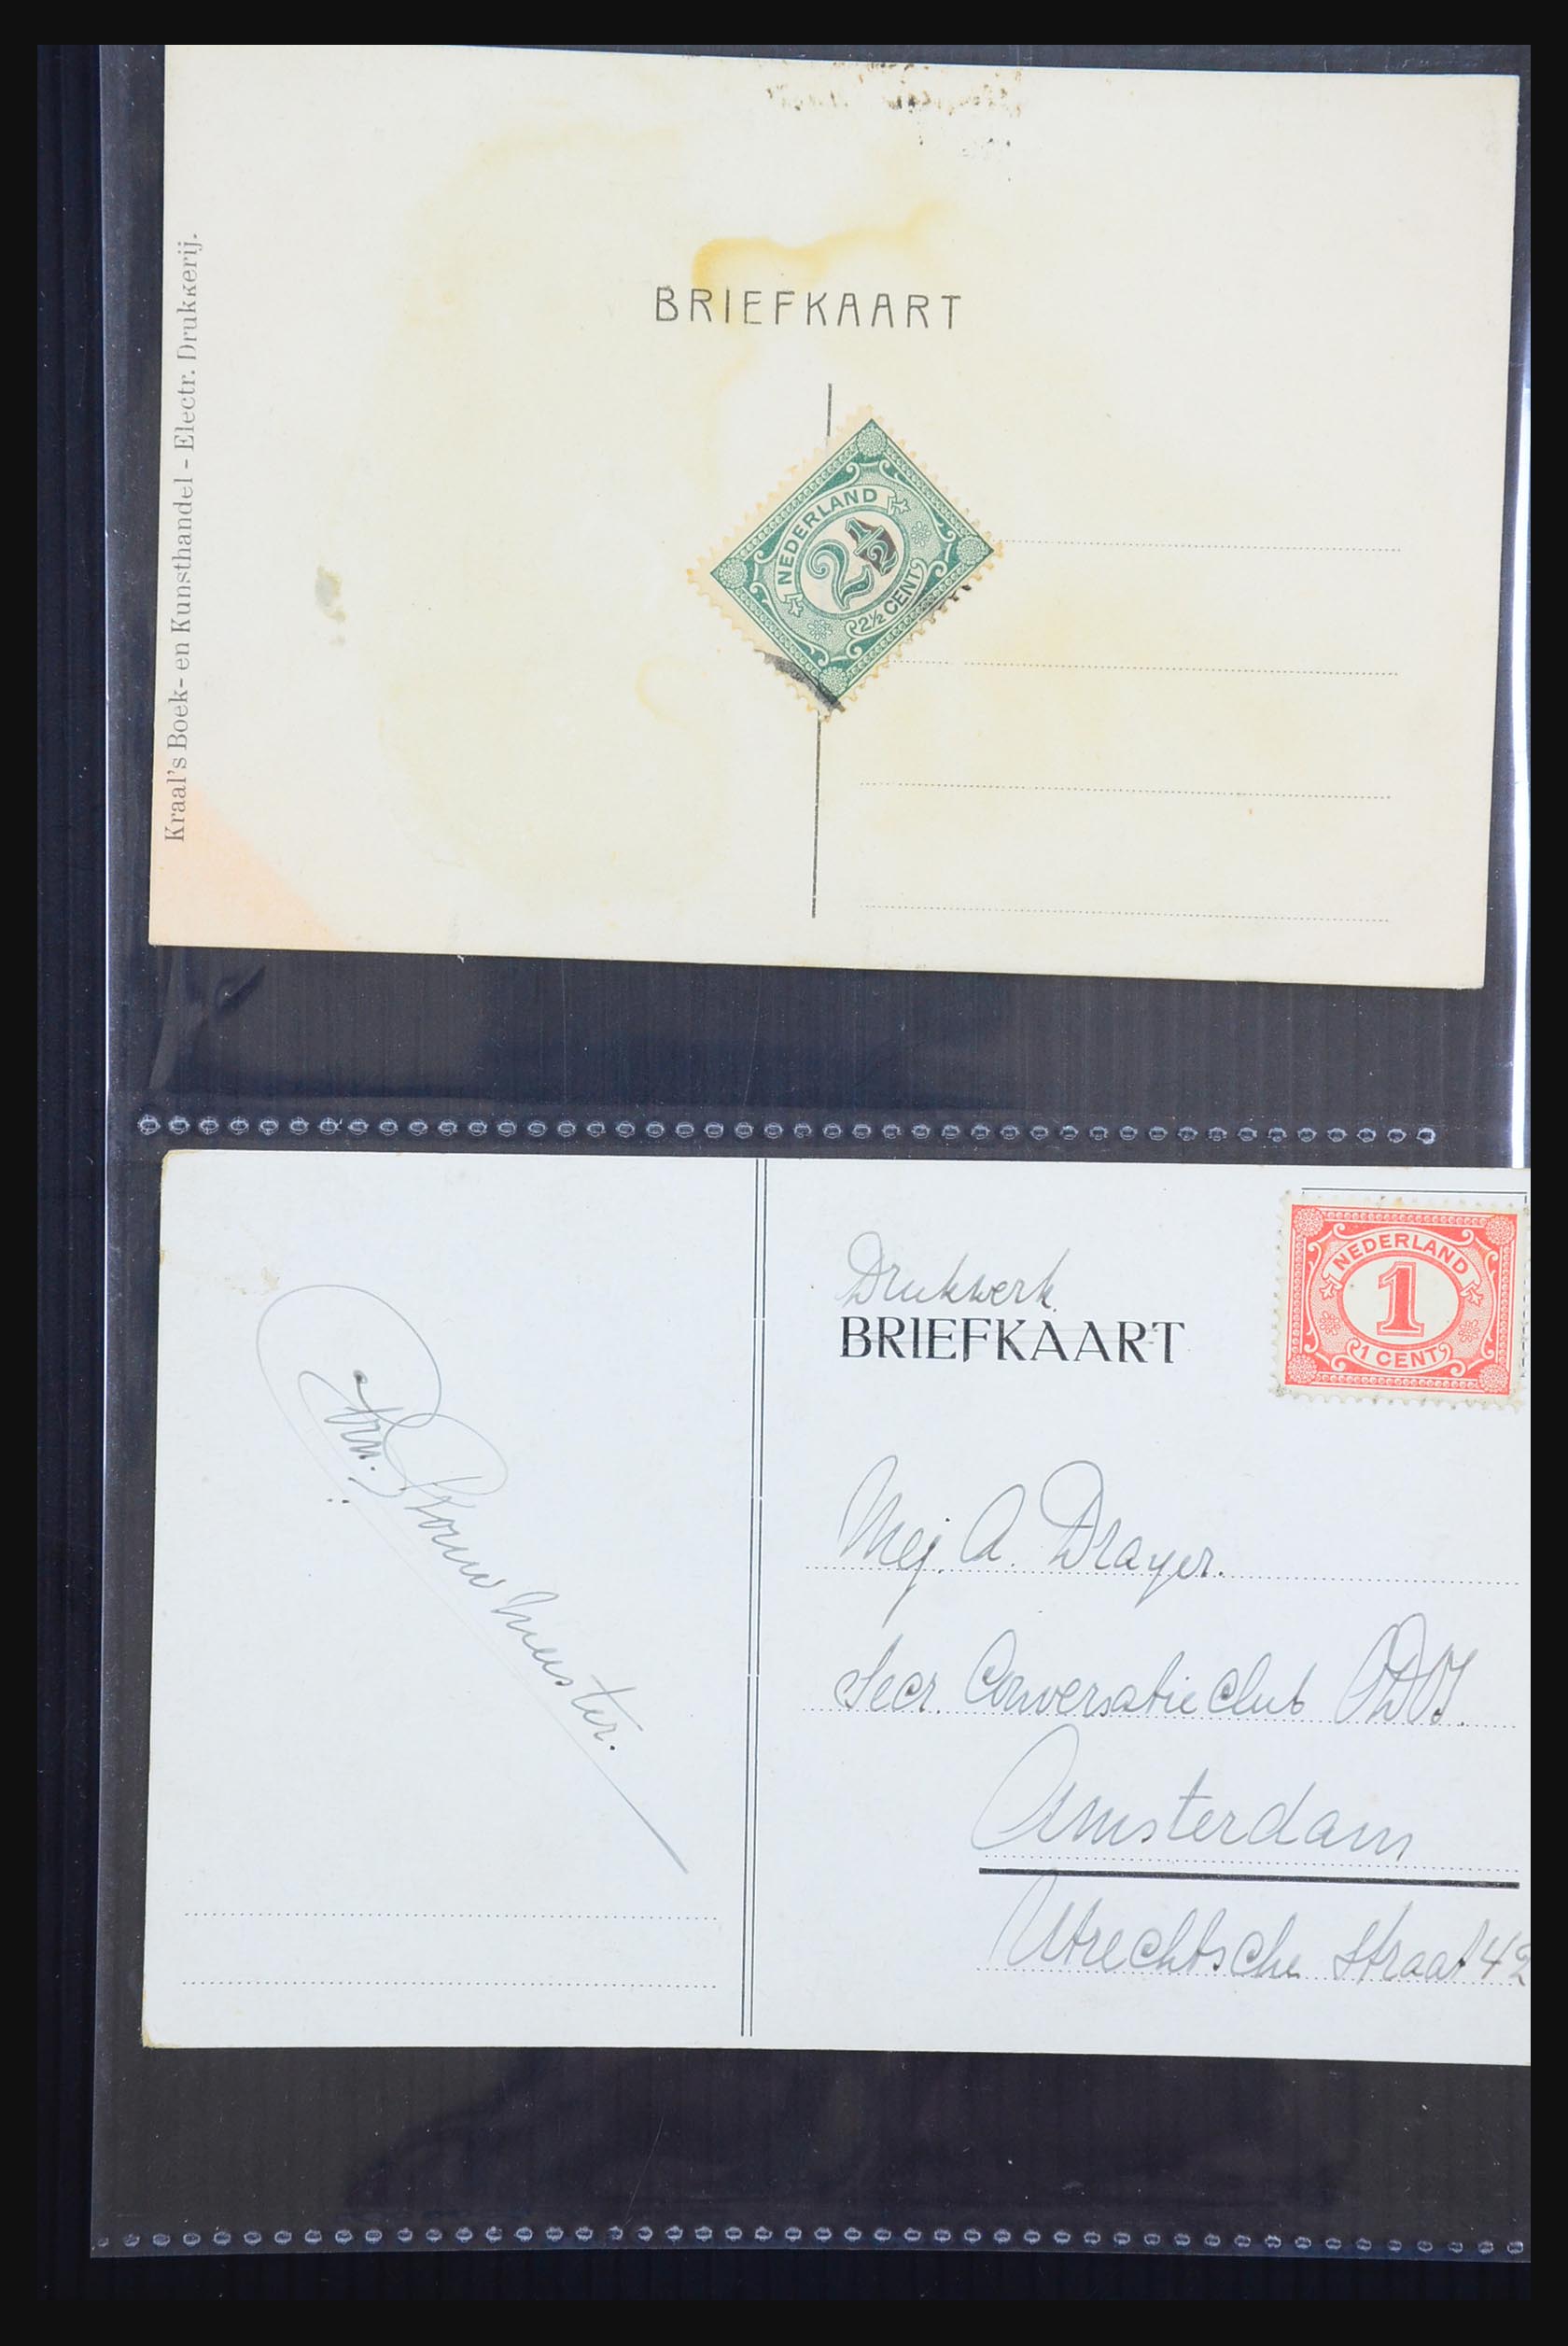 Kraal's Boek- en Kunsthandel - Electr. Drukkerij.
BRIEFKAART
NEDERLAND
2½
2½ CENT
Drukwerk
BRIEFKAART
NEDERLAND
1
1 CENT
Mej. A. Drayer.
Secr. Conversatie Club
Amsterdam
Utrechtsche straat 42